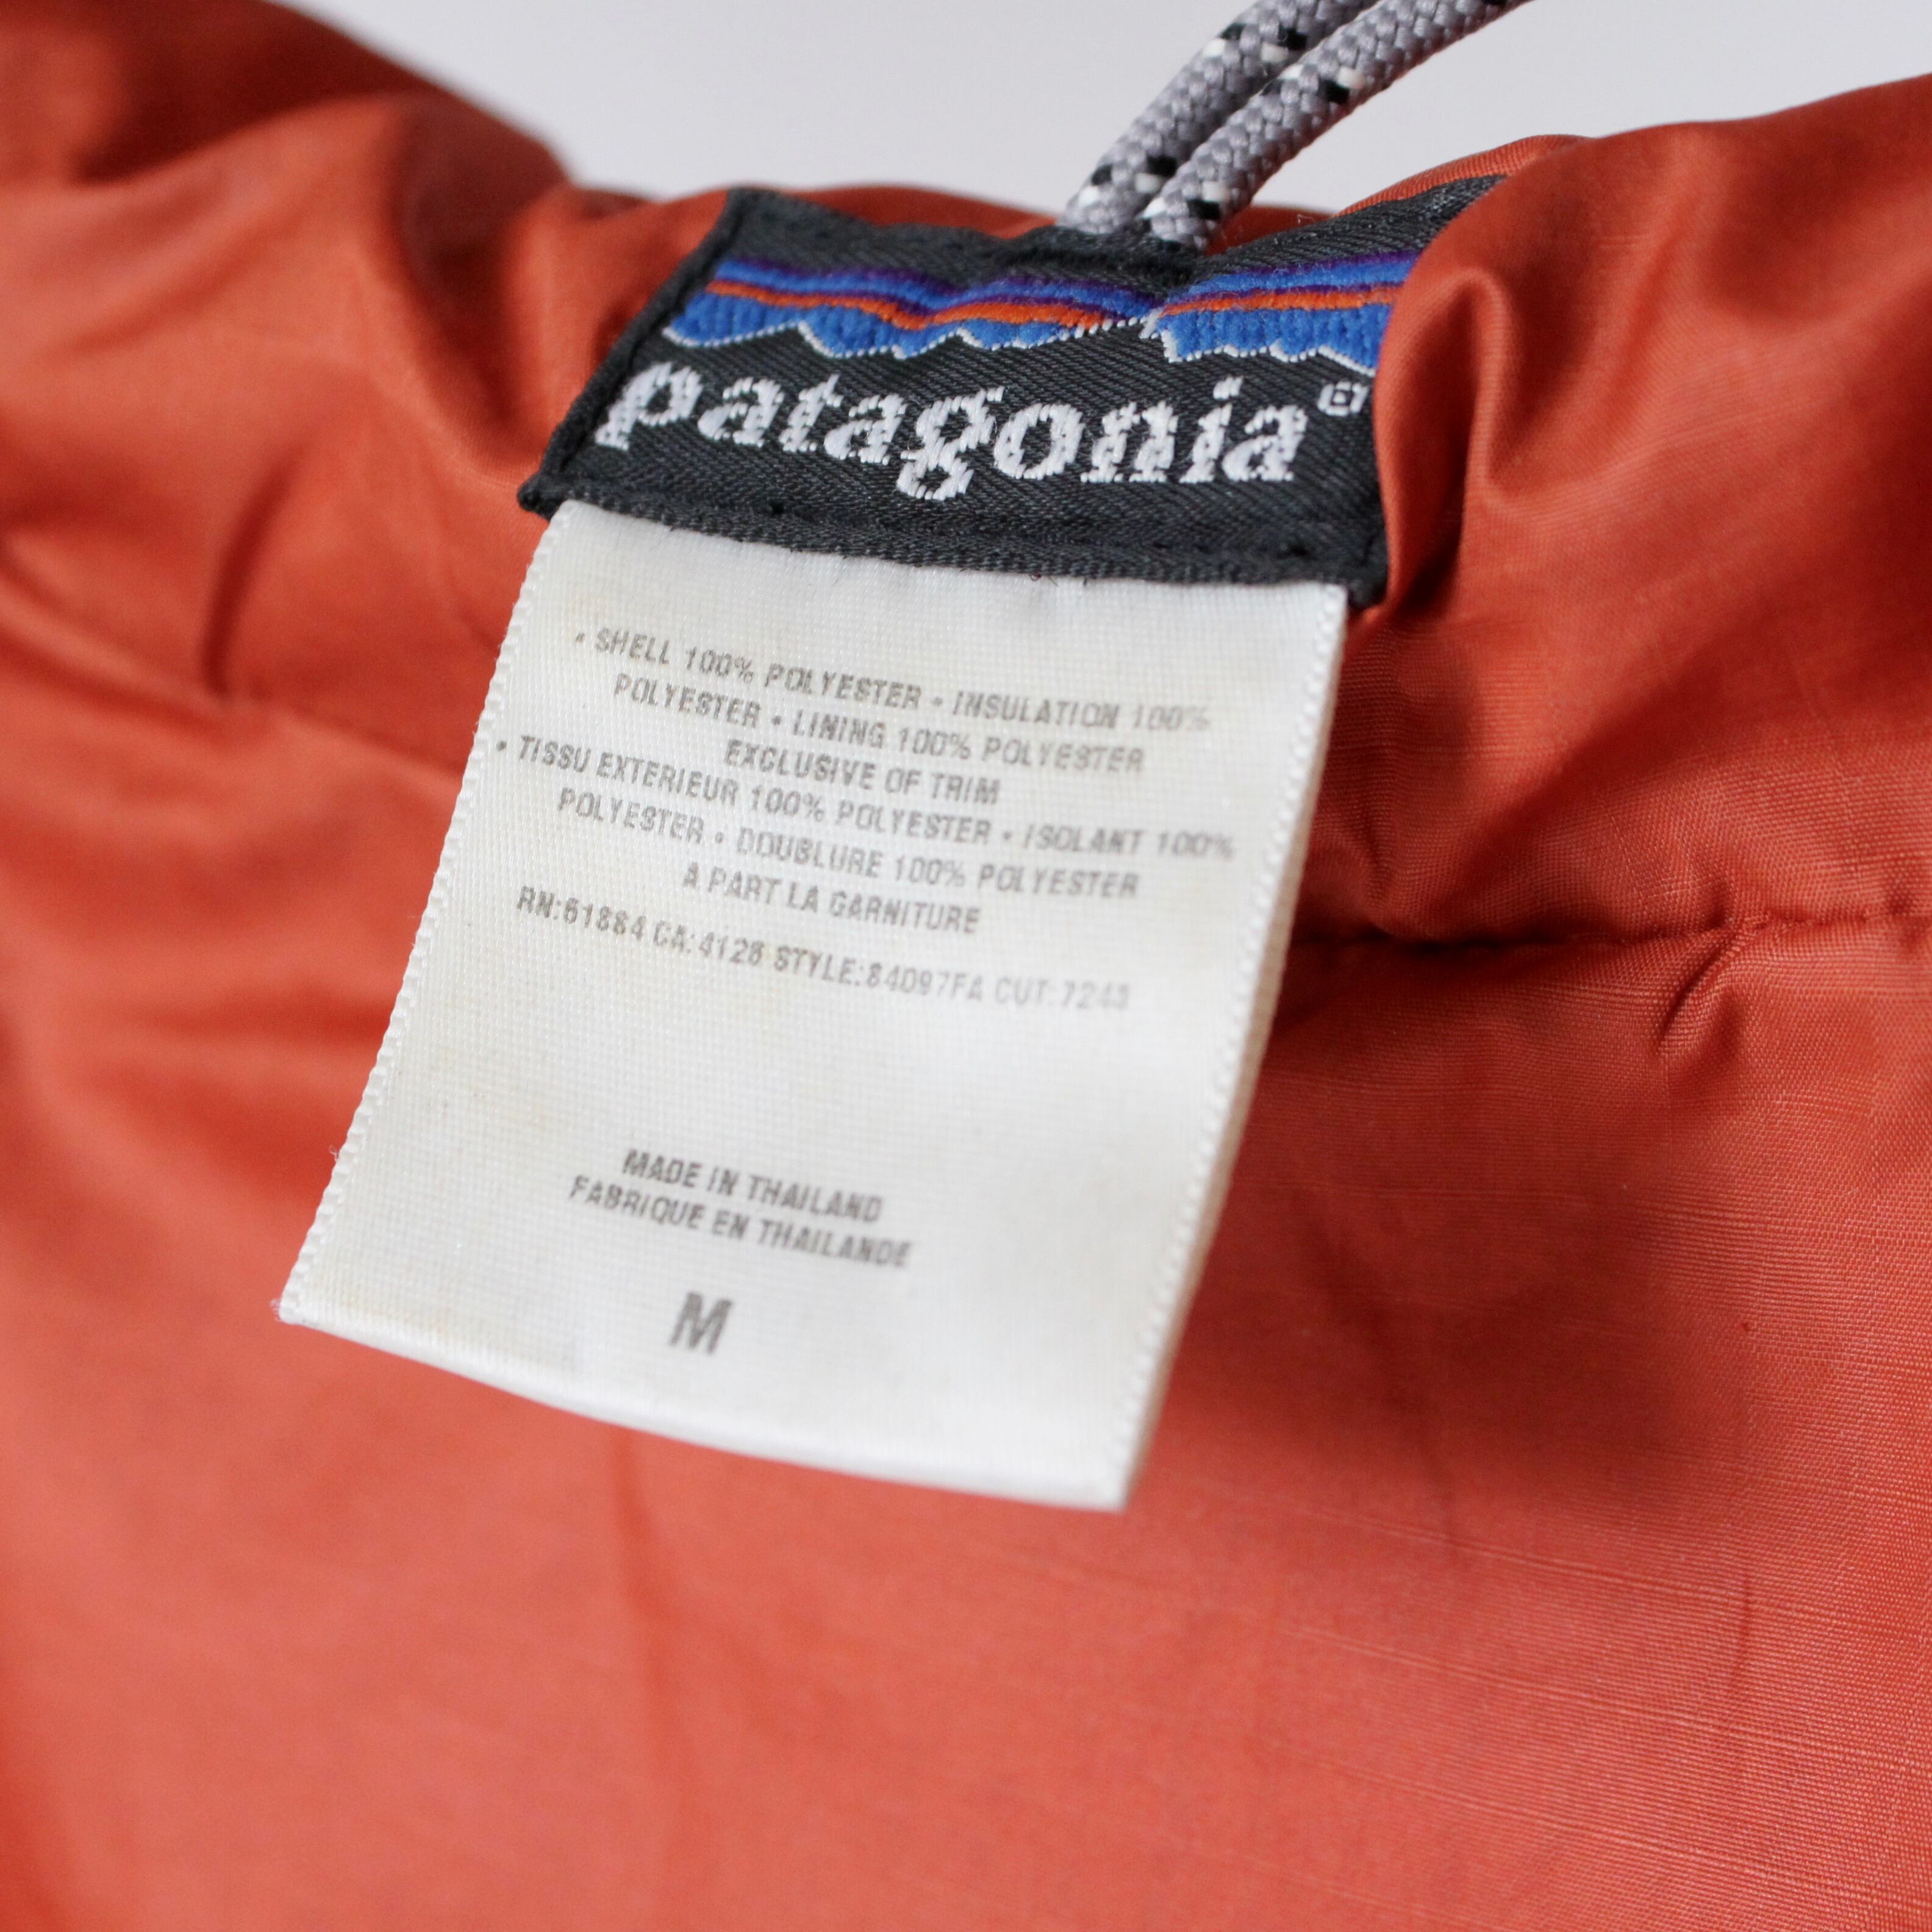 patagonia®
• SHELL 100% POLYESTER • INSULATION 100%
POLYESTER • LINING 100% POLYESTER
EXCLUSIVE OF TRIM
• TISSU EXTERIEUR 100% POLYESTER • ISOLANT 100%
POLYESTER • DOUBLURE 100% POLYESTER
A PART LA GARNITURE
RN:51884 CA:4128 STYLE:84097FA CUT:7243
MADE IN THAILAND
FABRIQUE EN THAILANDE
M